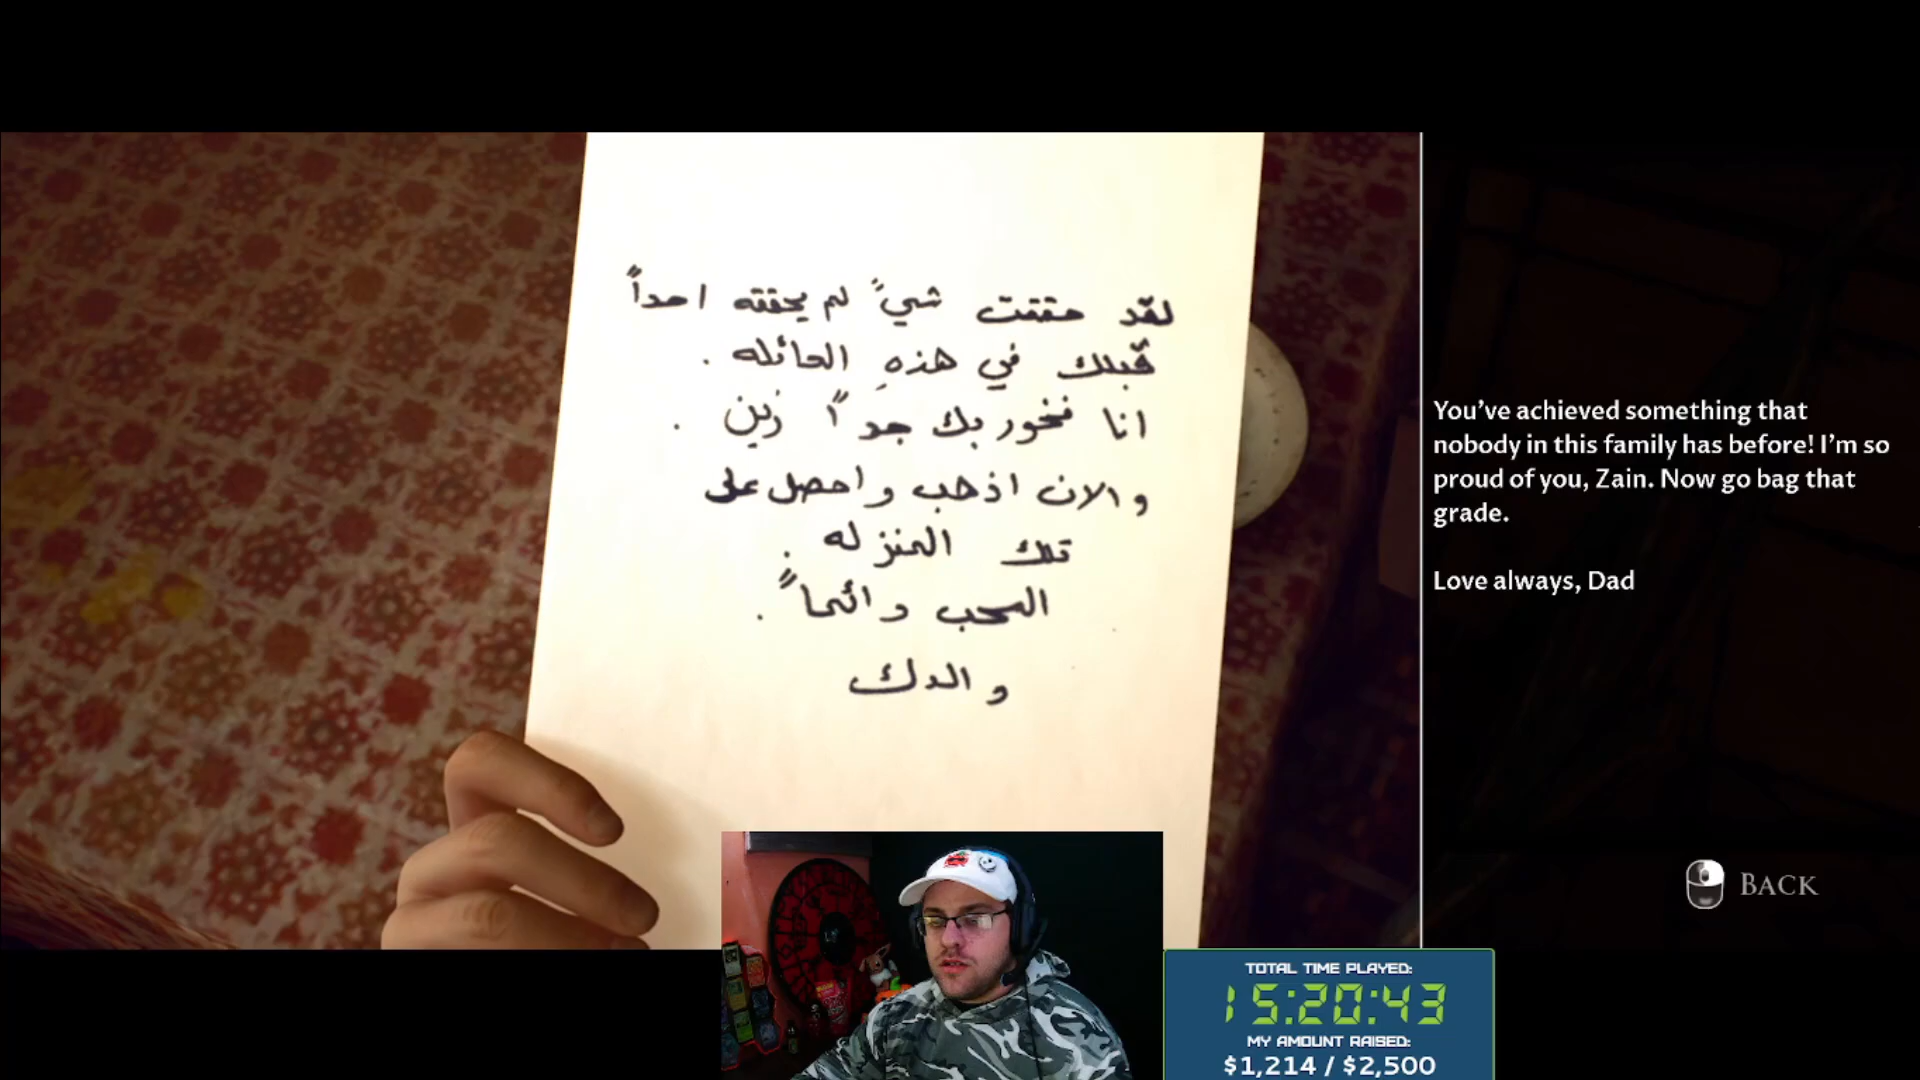 لقد حققت شيً لم يحققه احداً
قبلك في هذهِ العائله .
انا فخور بك جداً زين .
والان اذهب واحصل على
تلك المنزله .
المحب دائماً .
والدك
You've achieved something that
nobody in this family has before! I'm so
proud of you, Zain. Now go bag that
grade.
Love always, Dad
BACK
TOTAL TIME PLAYED:
15:20:43
MY AMOUNT RAISED:
$1,214 / $2,500